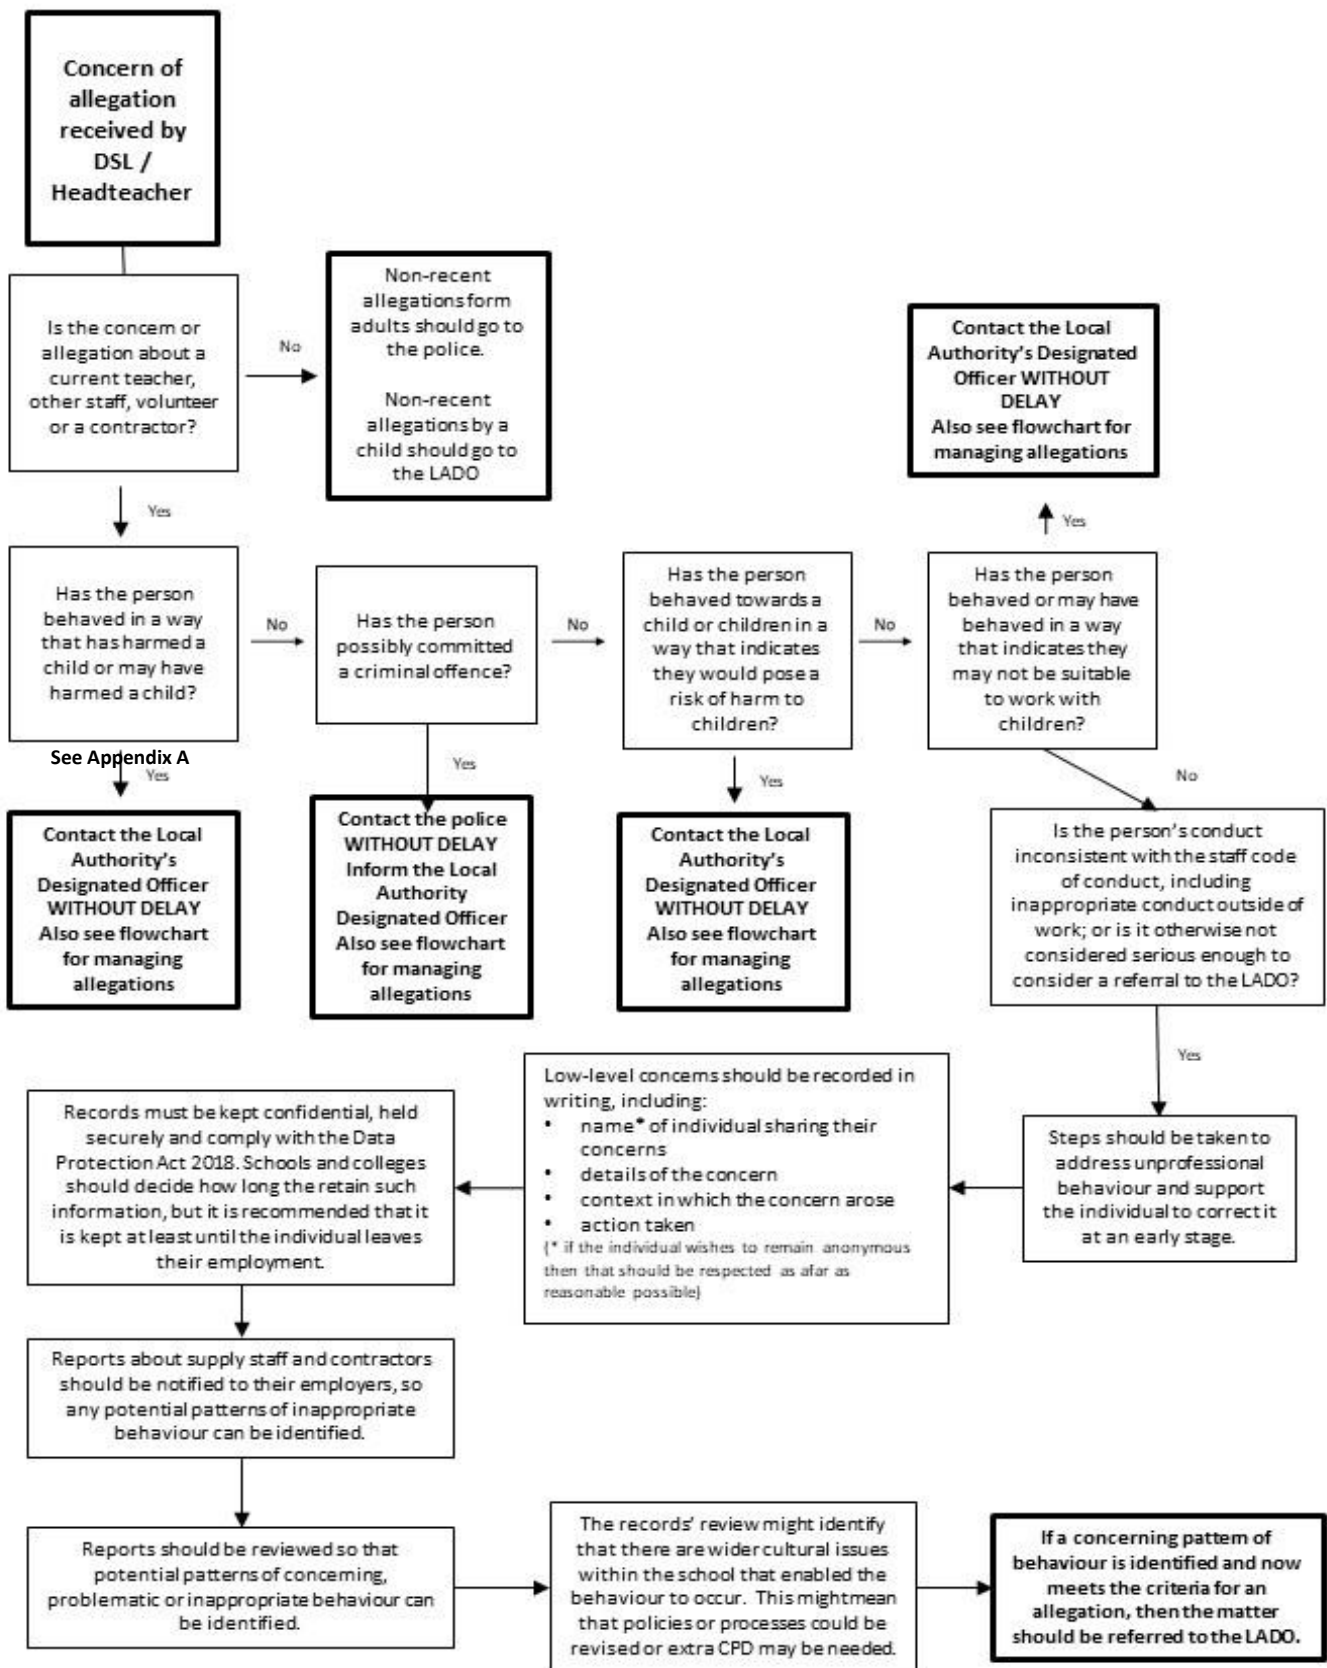 Concern of
allegation
received by
DSL /
Headteacher
Is the concern or
allegation about a
current teacher,
other staff, volunteer
or a contractor?
No
Non-recent
allegations form
adults should go to
the police.
Non-recent
allegations by a
child should go to
the LADO
Yes
Has the person
behaved in a way
that has harmed a
child or may have
harmed a child?
No
Has the person
possibly committed
a criminal offence?
No
Has the person
behaved towards a
child or children in a
way that indicates
they would pose a
risk of harm to
children?
No
Has the person
behaved or may have
behaved in a way
that indicates they
may not be suitable
to work with
children?
Yes
Contact the Local
Authority's Designated
Officer WITHOUT
DELAY
Also see flowchart for
managing allegations
See Appendix A
Yes
Contact the Local
Authority's
Designated Officer
WITHOUT DELAY
Also see flowchart
for managing
allegations
Yes
Contact the police
WITHOUT DELAY
Inform the Local
Authority
Designated Officer
Also see flowchart
for managing
allegations
Yes
Contact the Local
Authority's
Designated Officer
WITHOUT DELAY
Also see flowchart
for managing
allegations
No
Is the person's conduct
inconsistent with the staff code
of conduct, including
inappropriate conduct outside of
work; or is it otherwise not
considered serious enough to
consider a referral to the LADO?
Yes
Steps should be taken to
address unprofessional
behaviour and support
the individual to correct it
at an early stage.
Low-level concerns should be recorded in
writing, including:
• name* of individual sharing their
concerns
• details of the concern
• context in which the concern arose
• action taken
(* if the individual wishes to remain anonymous
then that should be respected as afar as
reasonable possible)
Records must be kept confidential, held
securely and comply with the Data
Protection Act 2018. Schools and colleges
should decide how long the retain such
information, but it is recommended that it
is kept at least until the individual leaves
their employment.
Reports about supply staff and contractors
should be notified to their employers, so
any potential patterns of inappropriate
behaviour can be identified.
Reports should be reviewed so that
potential patterns of concerning,
problematic or inappropriate behaviour can
be identified.
The records' review might identify
that there are wider cultural issues
within the school that enabled the
behaviour to occur. This might mean
that policies or processes could be
revised or extra CPD may be needed.
If a concerning pattern of
behaviour is identified and now
meets the criteria for an
allegation, then the matter
should be referred to the LADO.